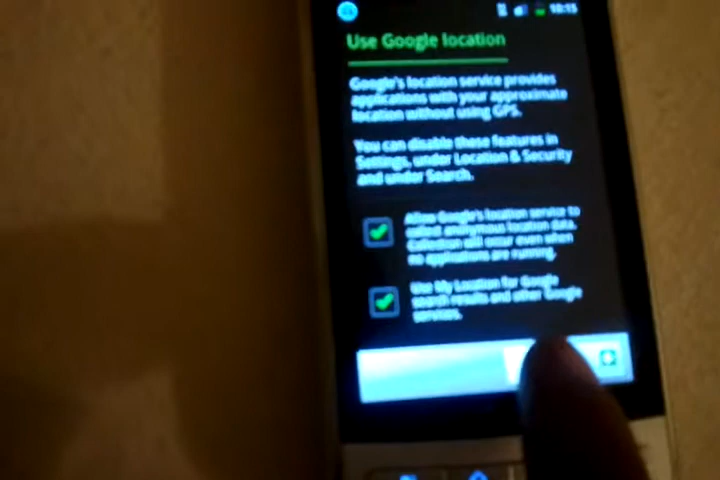 10:15
Use Google location
Google's location service provides
applications with your approximate
location without using GPS.
You can disable these features in
Settings, under Location & Security
and under Search.
Allow Google's location service to
collect anonymous location data.
Collection will occur even when
no applications are running.
Use My Location for Google
search results and other Google
services.